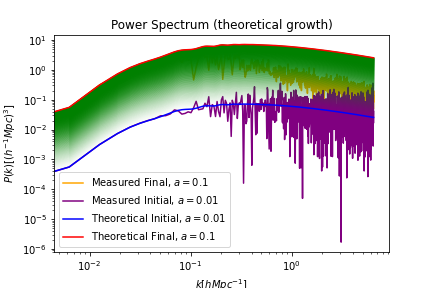 Power Spectrum (theoretical growth)
10¹
10⁰
10⁻¹
10⁻²
10⁻³
10⁻⁴
10⁻⁵
10⁻⁶
P(k)[(h⁻¹Mpc)³]
Measured Final, a = 0.1
Measured Initial, a = 0.01
Theoretical Initial, a = 0.01
Theoretical Final, a = 0.1
10⁻² 10⁻¹ 10⁰
k[hMpc⁻¹]